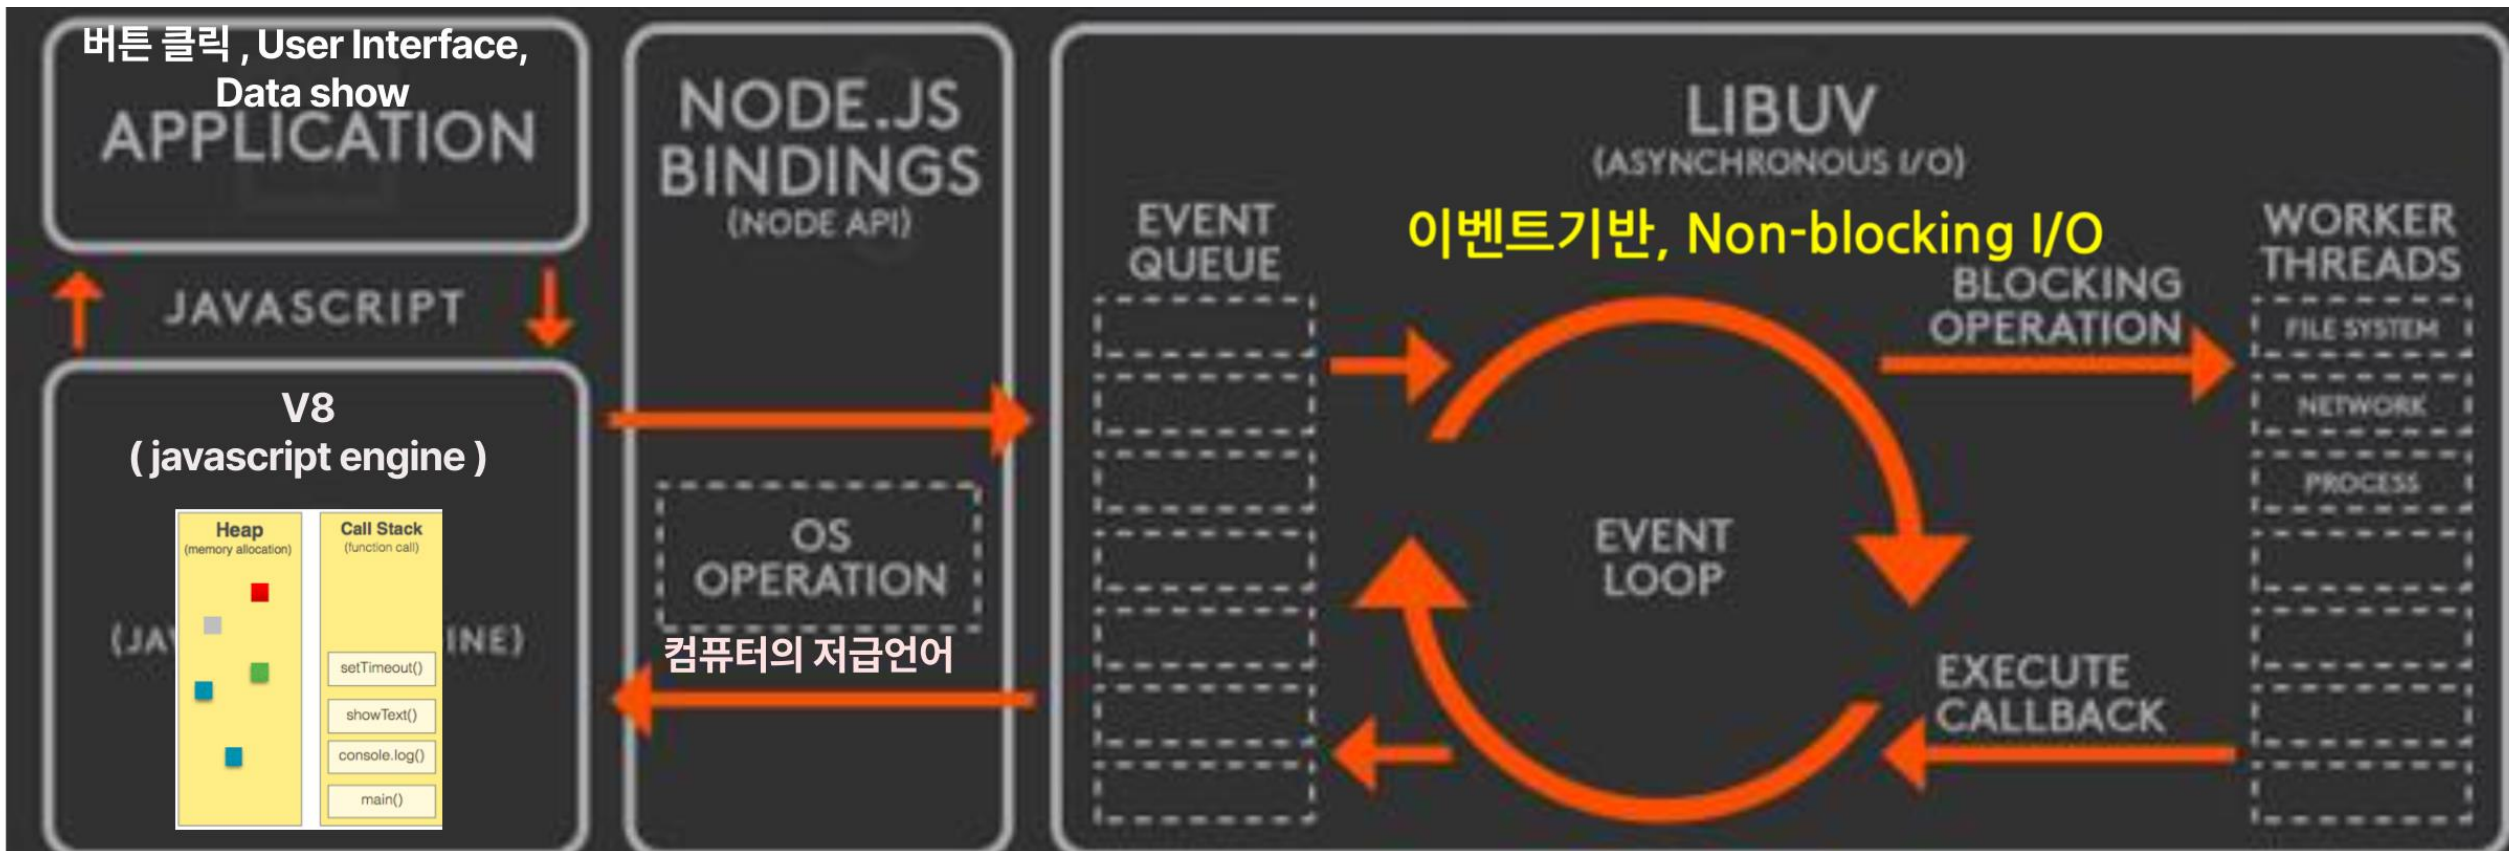 버튼 클릭 , User Interface,
Data show
APPLICATION
JAVASCRIPT
V8
( javascript engine )
Heap
(memory allocation)
Call Stack
(function call)
setTimeout()
showText()
console.log()
main()
NODE.JS
BINDINGS
(NODE API)
OS
OPERATION
컴퓨터의 저급언어
LIBUV
(ASYNCHRONOUS I/O)
이벤트기반, Non-blocking I/O
EVENT
QUEUE
EVENT
LOOP
BLOCKING
OPERATION
EXECUTE
CALLBACK
WORKER
THREADS
FILE SYSTEM
NETWORK
PROCESS